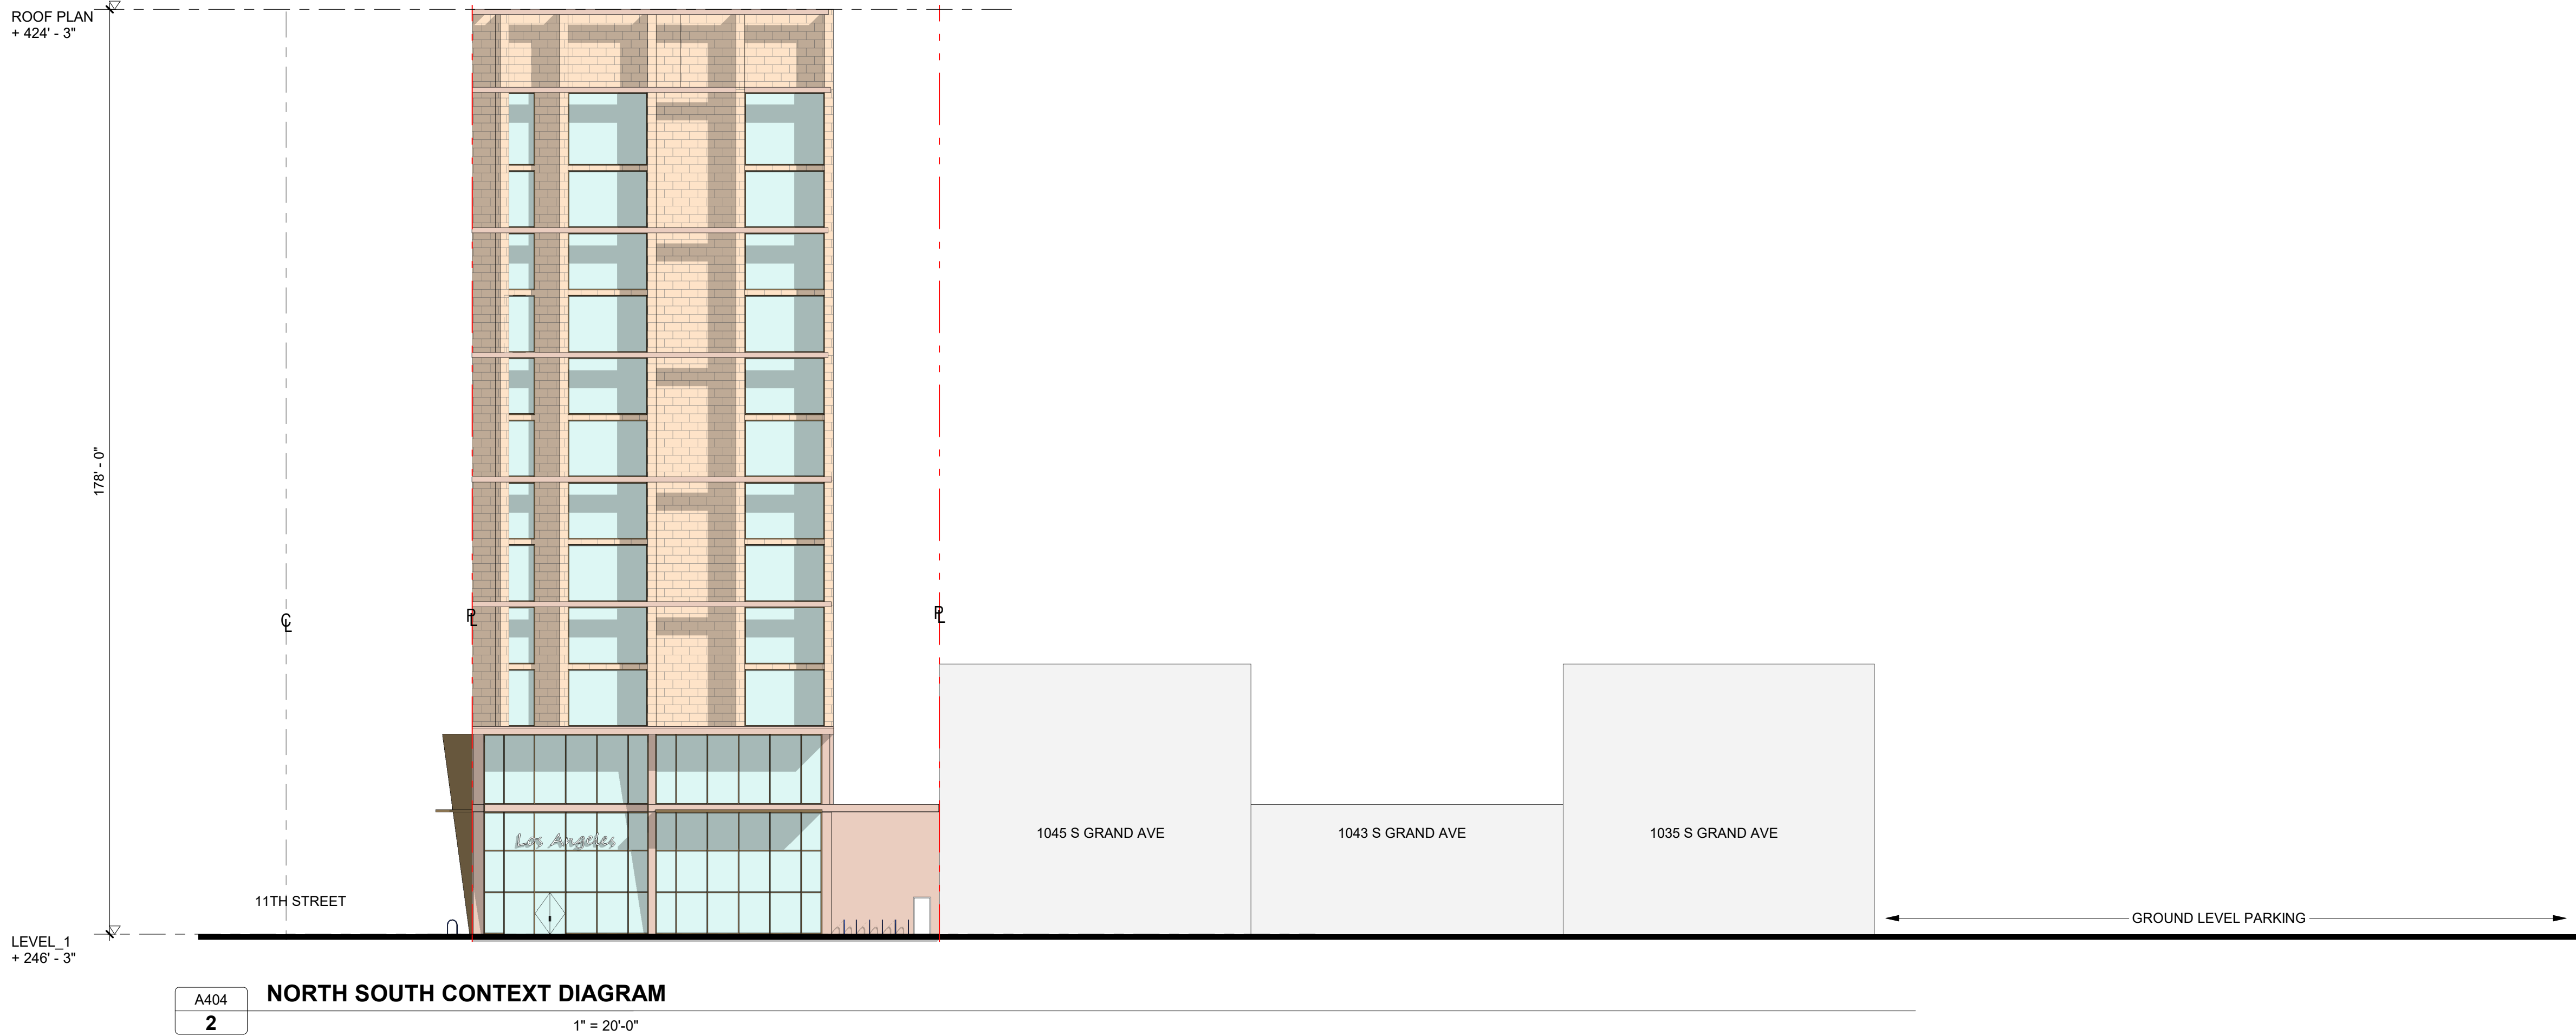 ROOF PLAN
+ 424' - 3"
178' - 0"
CL
PL
PL
Los Angeles
1045 S GRAND AVE
1043 S GRAND AVE
1035 S GRAND AVE
11TH STREET
GROUND LEVEL PARKING
LEVEL_1
+ 246' - 3"
A404
2
NORTH SOUTH CONTEXT DIAGRAM
1" = 20'-0"